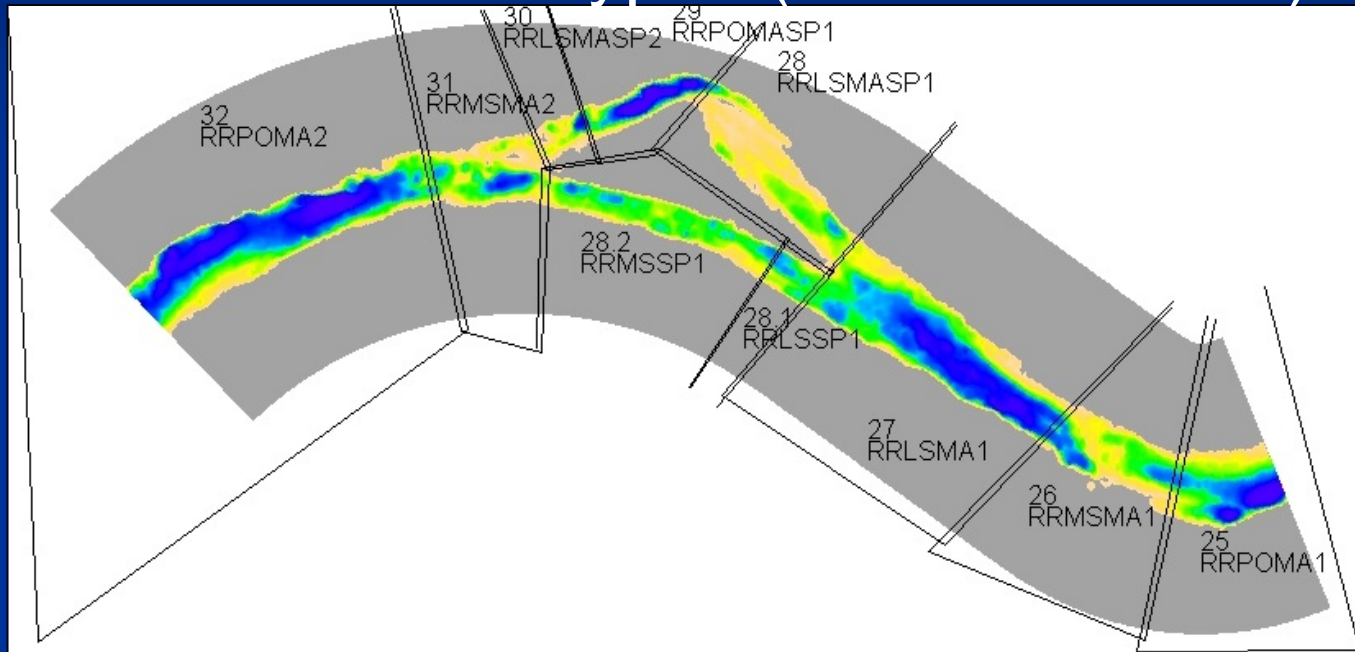 30
RRLSMASP2
29
RRPOMASP1
28
RRLSMASP1
31
RRMSMA2
32
RRPOMA2
28.2
RRMSSP1
28.1
RRLSSP1
27
RRLSMA1
26
RRMSMA1
25
RRPOMA1